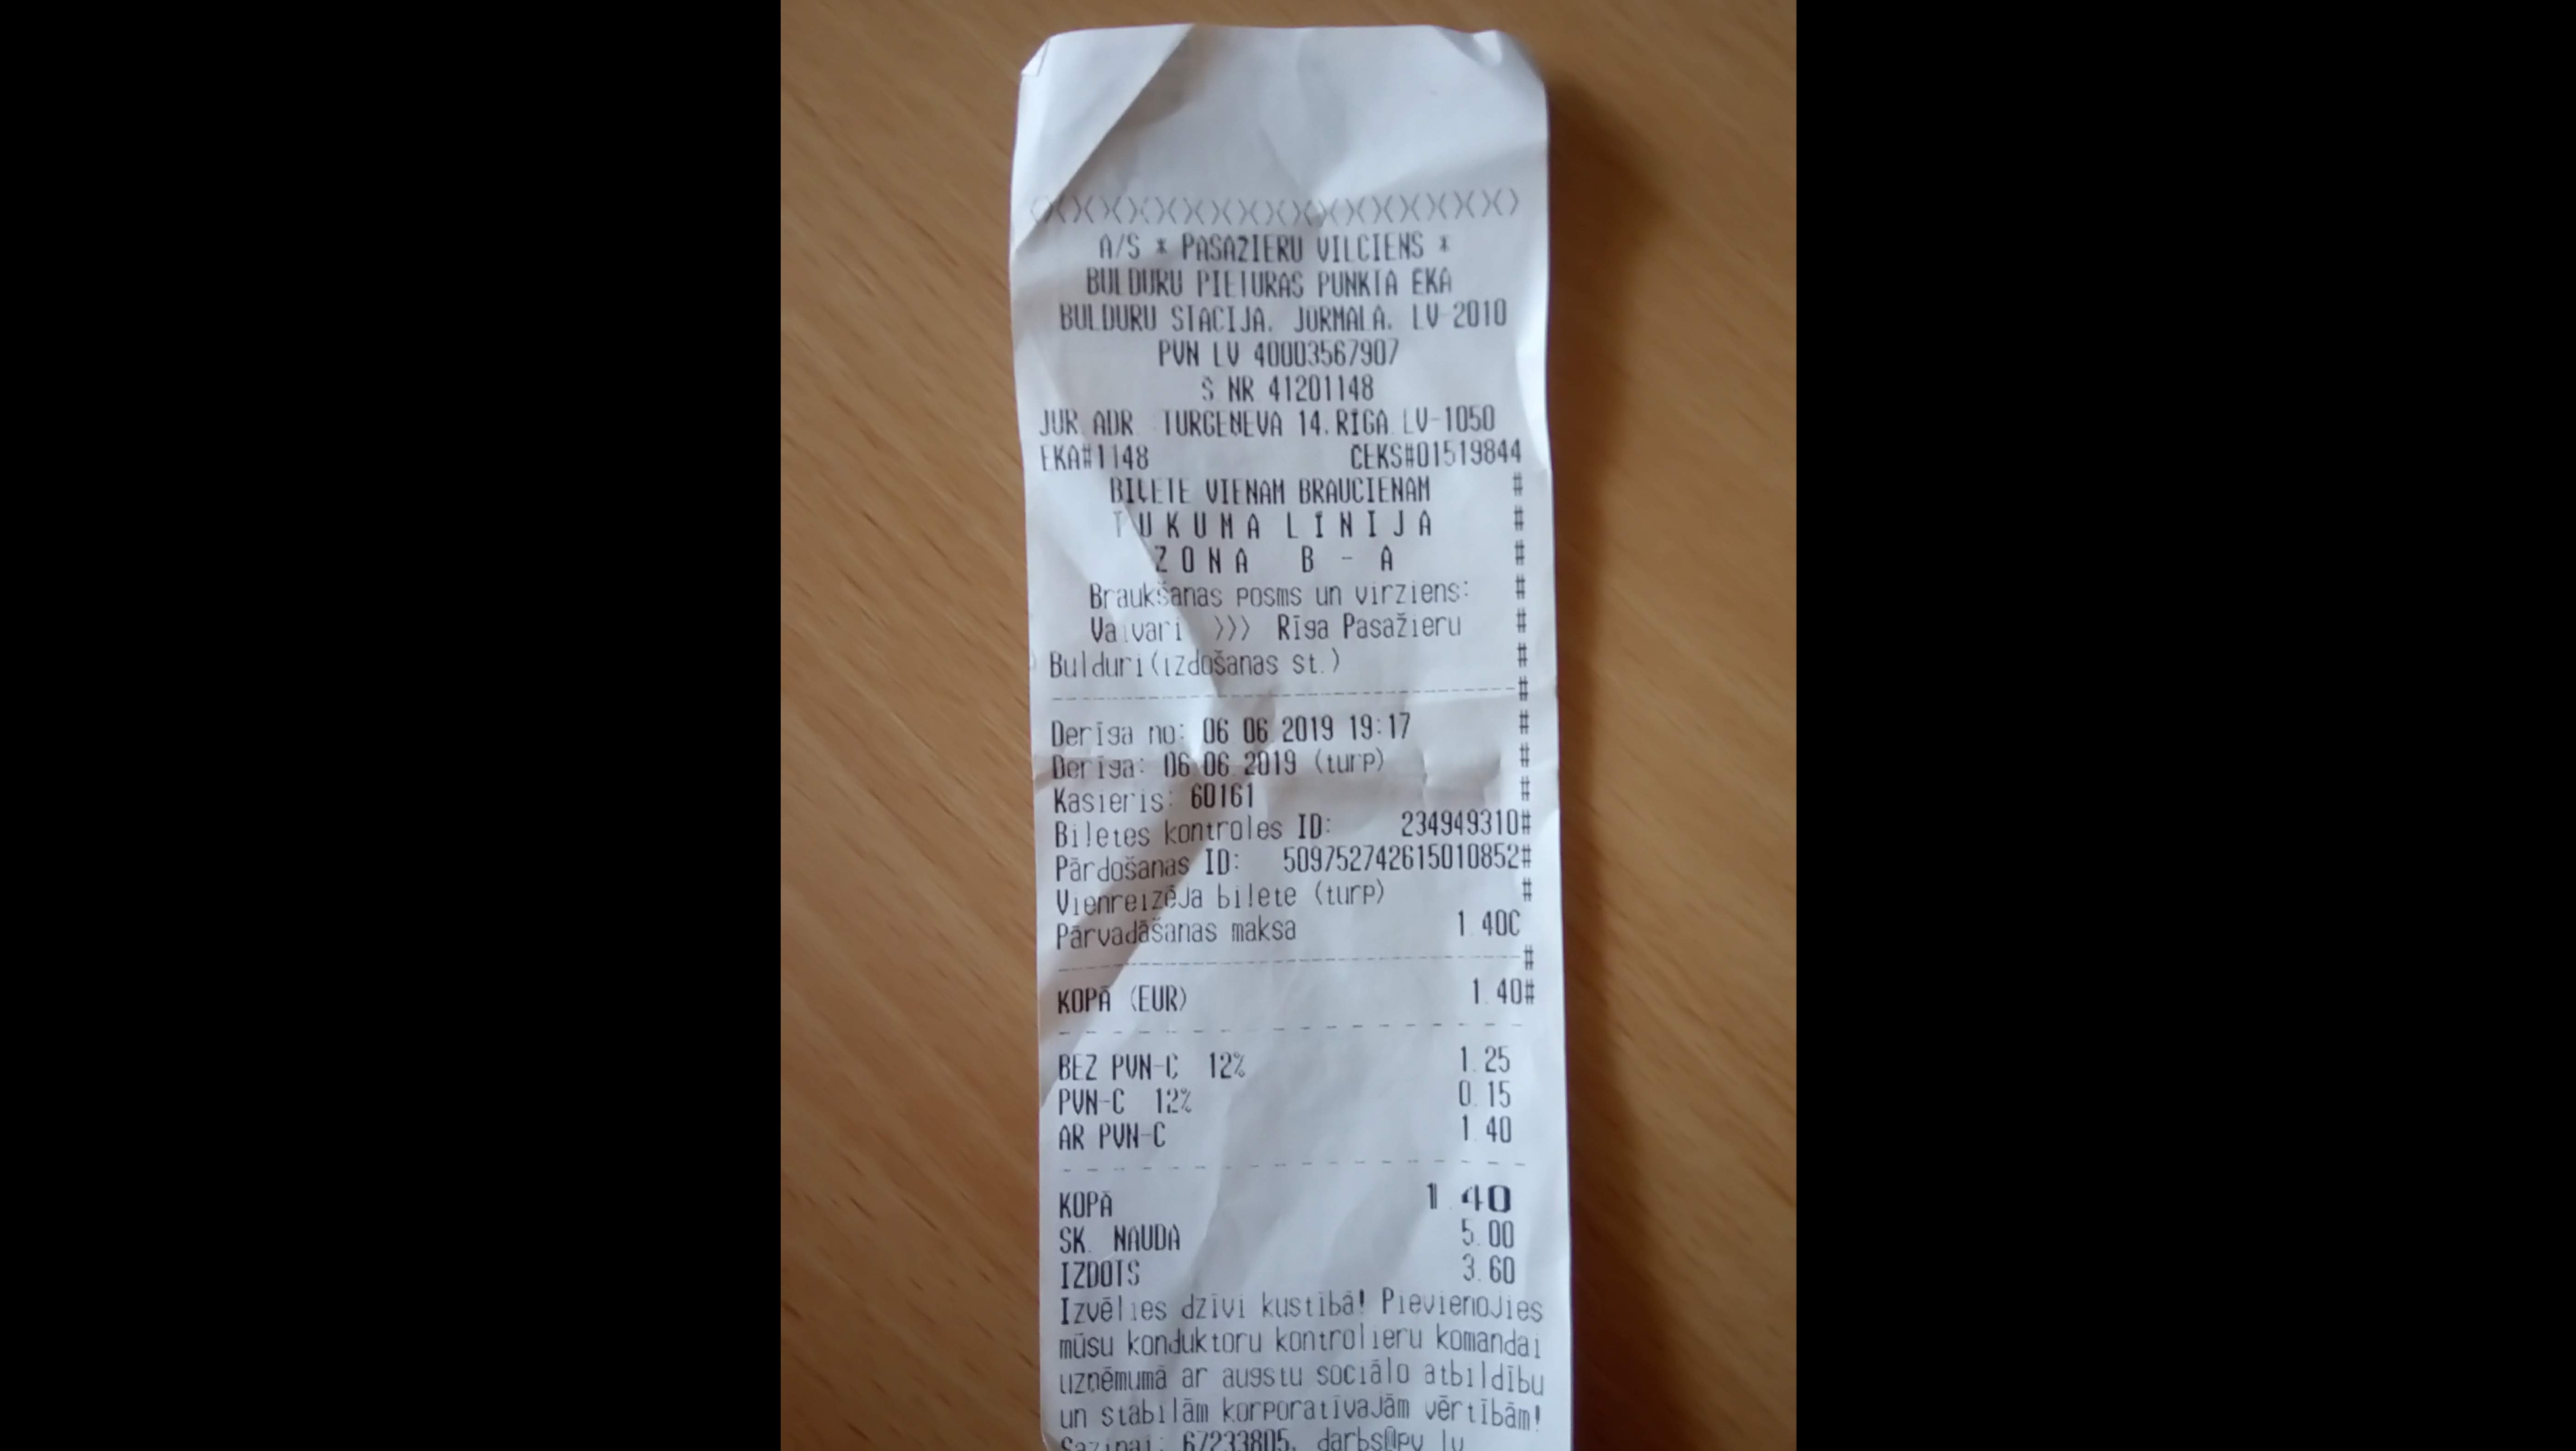 A/S * PASAZIERU VILCIENS *
BULDURU PIETURAS PUNKTA EKA
BULDURU STACIJA, JŪRMALA, LV-2010
PVN LV 40003567907
Š NR 41201148
JUR.ADR. TURGEŅEVA 14,RĪGA LV-1050
EKA#1148 ČEKS#01519844
BIĻETE VIENAM BRAUCIENAM #
TUKUMA LĪNIJA #
ZONA B - A #
Braukšanas posms un virziens: #
Vaivari >>> Rīga Pasažieru #
Bulduri(izdošanas st.) #
#
Derīga no: 06.06.2019 19:17 #
Derīga: 06.06.2019 (turp) #
Kasieris: 60161 #
Biļetes kontroles ID: 234949310#
Pārdošanas ID: 509752742615010852#
Vienreizēja biļete (turp) #
Pārvadāšanas maksa 1.40C
#
KOPĀ (EUR) 1.40#
BEZ PVN-C 12% 1.25
PVN-C 12% 0.15
AR PVN-C 1.40
KOPĀ 1.40
SK. NAUDA 5.00
IZDOTS 3.60
Izvēlies dzīvi kustībā! Pievienojies
mūsu konduktoru kontrolieru komandai
uzņēmumā ar augstu sociālo atbildību
un stabilām korporatīvajām vērtībām!
Saziņai: 67233805, darbs@pv.lv